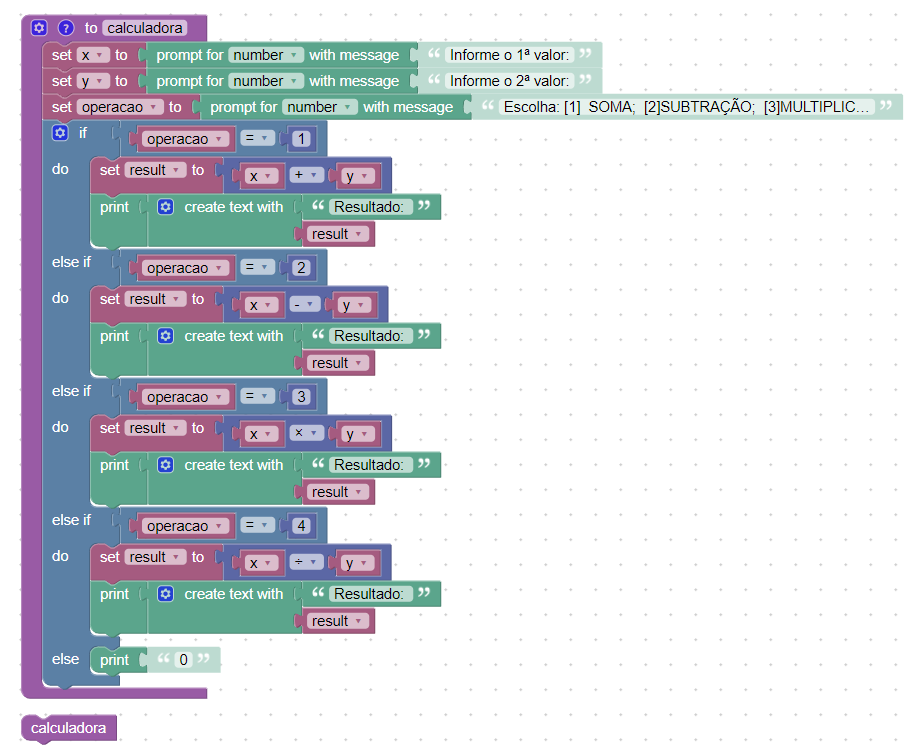 ? to calculadora
set x to prompt for number with message “ Informe o 1ª valor: ”
set y to prompt for number with message “ Informe o 2ª valor: ”
set operacao to prompt for number with message “ Escolha: [1] SOMA; [2]SUBTRAÇÃO; [3]MULTIPLIC... ”
if operacao = 1
do set result to x + y
print create text with “ Resultado: ”
result
else if operacao = 2
do set result to x - y
print create text with “ Resultado: ”
result
else if operacao = 3
do set result to x × y
print create text with “ Resultado: ”
result
else if operacao = 4
do set result to x ÷ y
print create text with “ Resultado: ”
result
else print “ 0 ”
calculadora